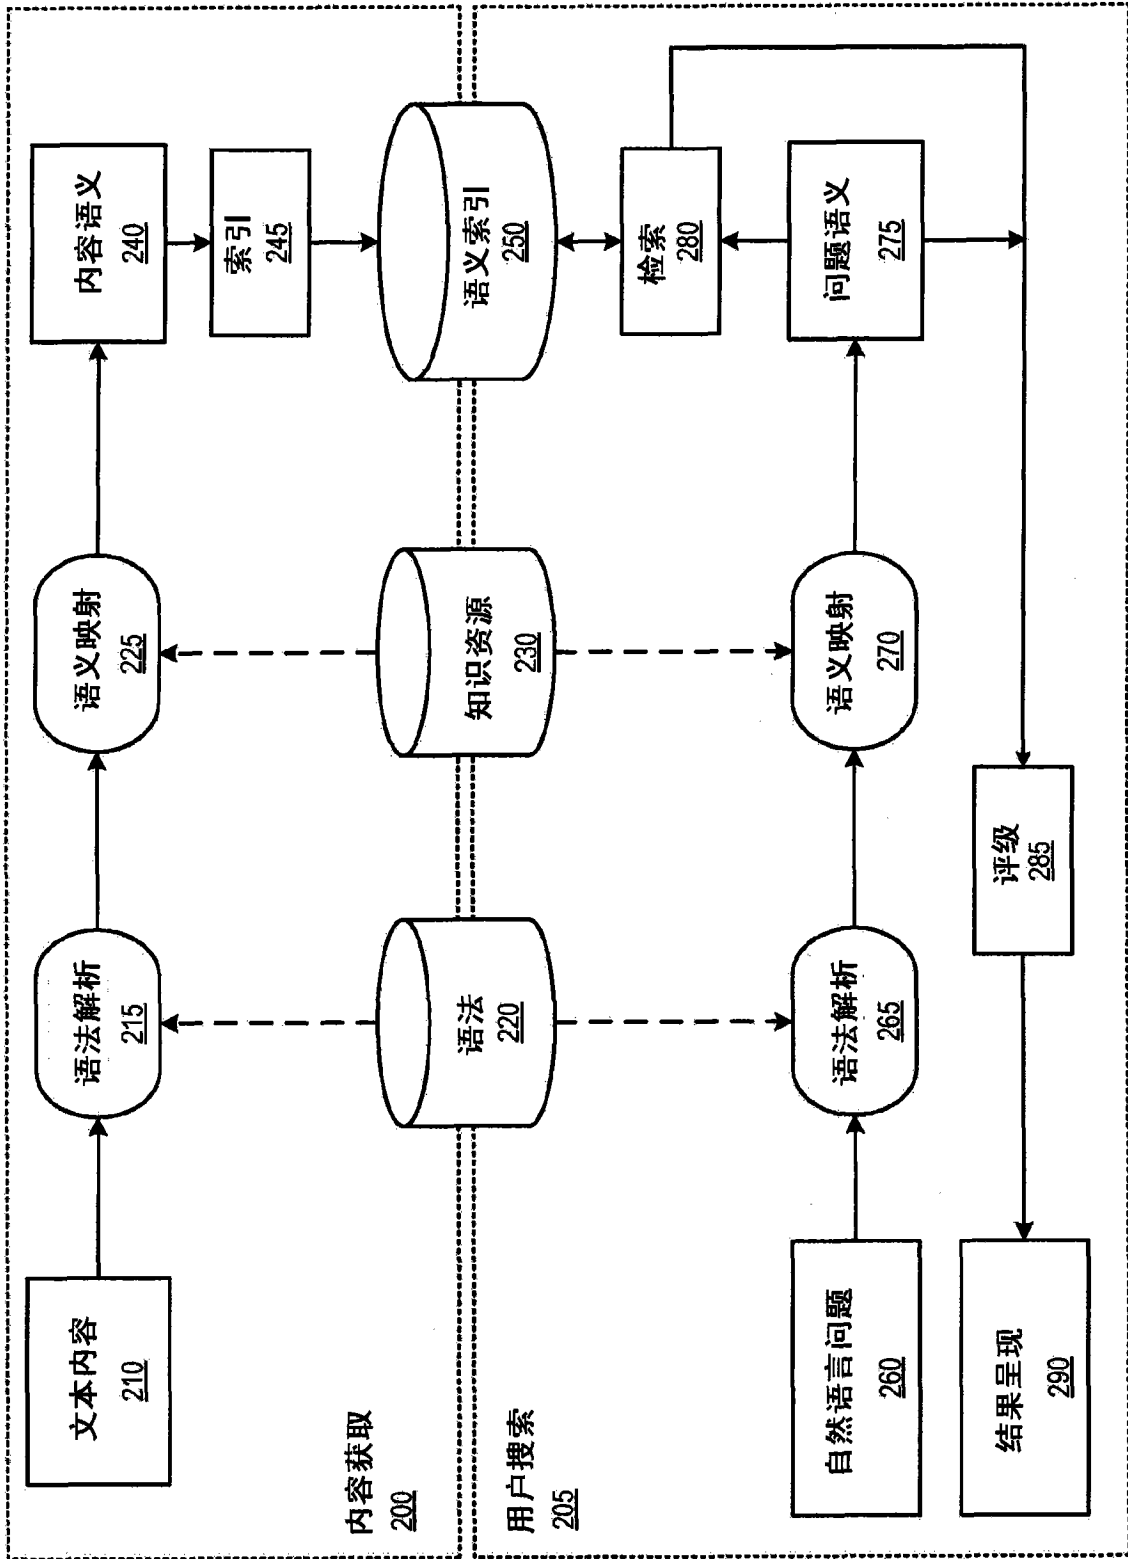 文本内容
210
语法解析
215
语义映射
225
内容语义
240
索引
245
内容获取
200
语法
220
知识资源
230
语义索引
250
用户搜索
205
检索
280
自然语言问题
260
语法解析
265
语义映射
270
问题语义
275
评级
285
结果呈现
290